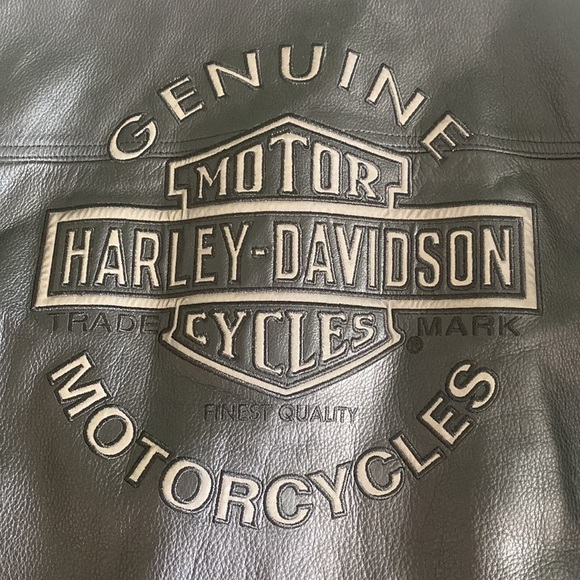 GENUINE
MOTOR
HARLEY-DAVIDSON
TRADE MARK
CYCLES
®
FINEST QUALITY
MOTORCYCLES